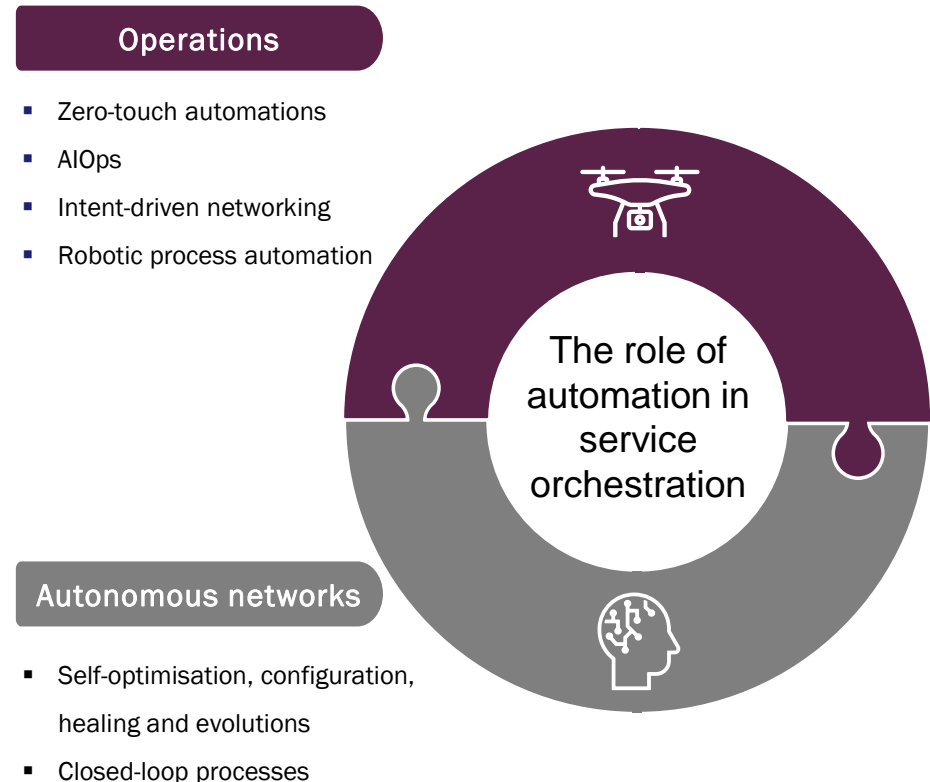 Operations
▪ Zero-touch automations
▪ AIOps
▪ Intent-driven networking
▪ Robotic process automation
The role of
automation in
service
orchestration
Autonomous networks
▪ Self-optimisation, configuration,
healing and evolutions
▪ Closed-loop processes